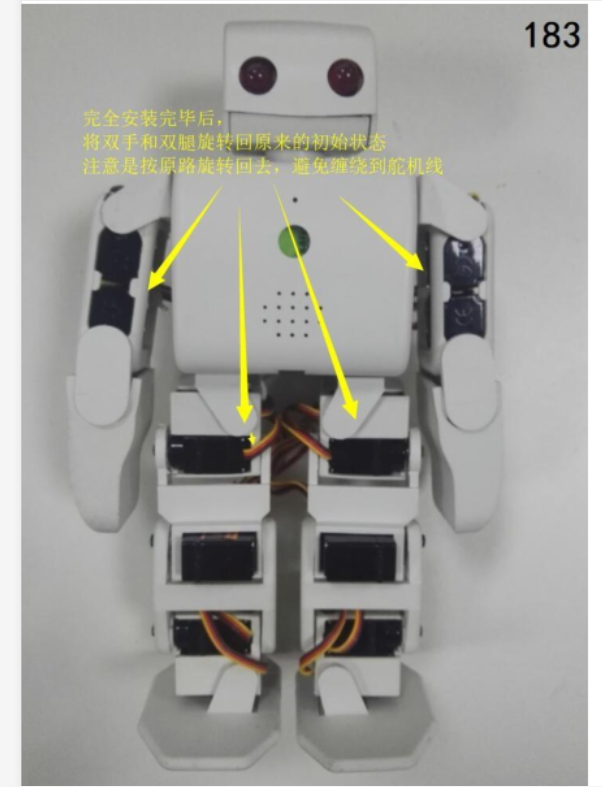 183
完全安装完毕后，
将双手和双腿旋转回原来的初始状态
注意是按原路旋转回去，避免缠绕到舵机线